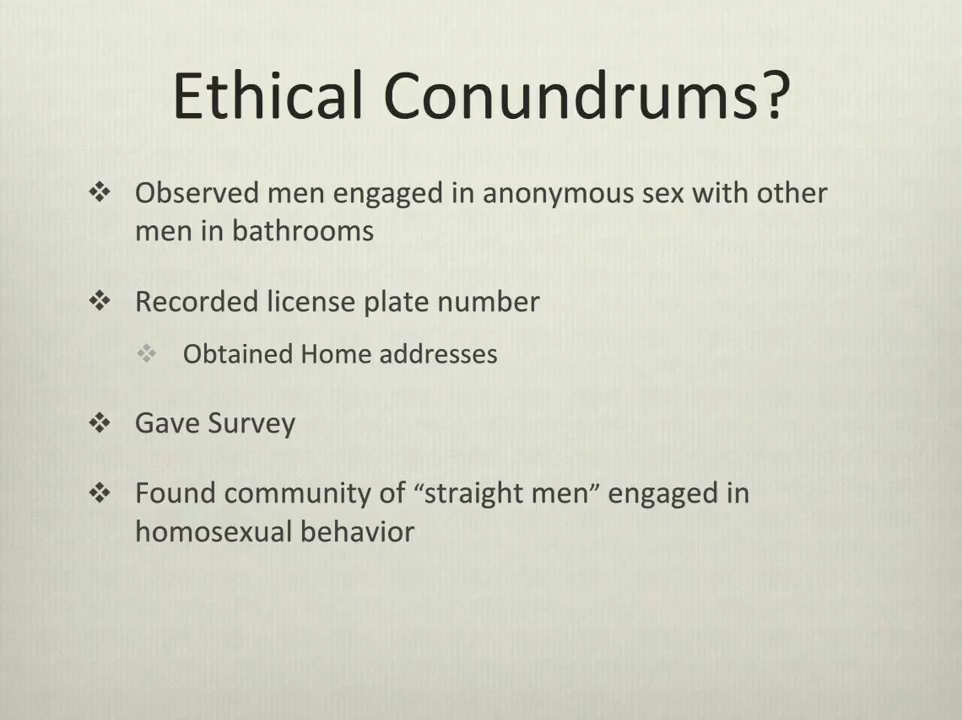 Ethical Conundrums?
Observed men engaged in anonymous sex with other
men in bathrooms
Recorded license plate number
Obtained Home addresses
Gave Survey
Found community of “straight men” engaged in
homosexual behavior